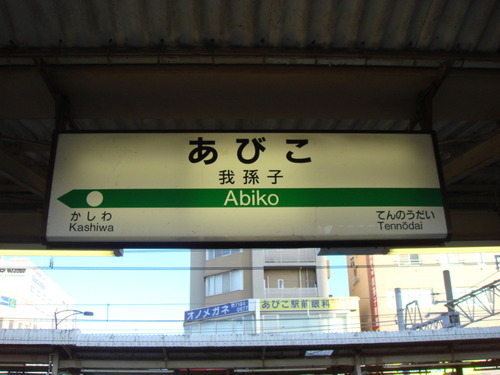 あびこ
我孫子
Abiko
かしわ
Kashiwa
てんのうだい
Tennōdai
オノメガネ
あびこ駅前眼科